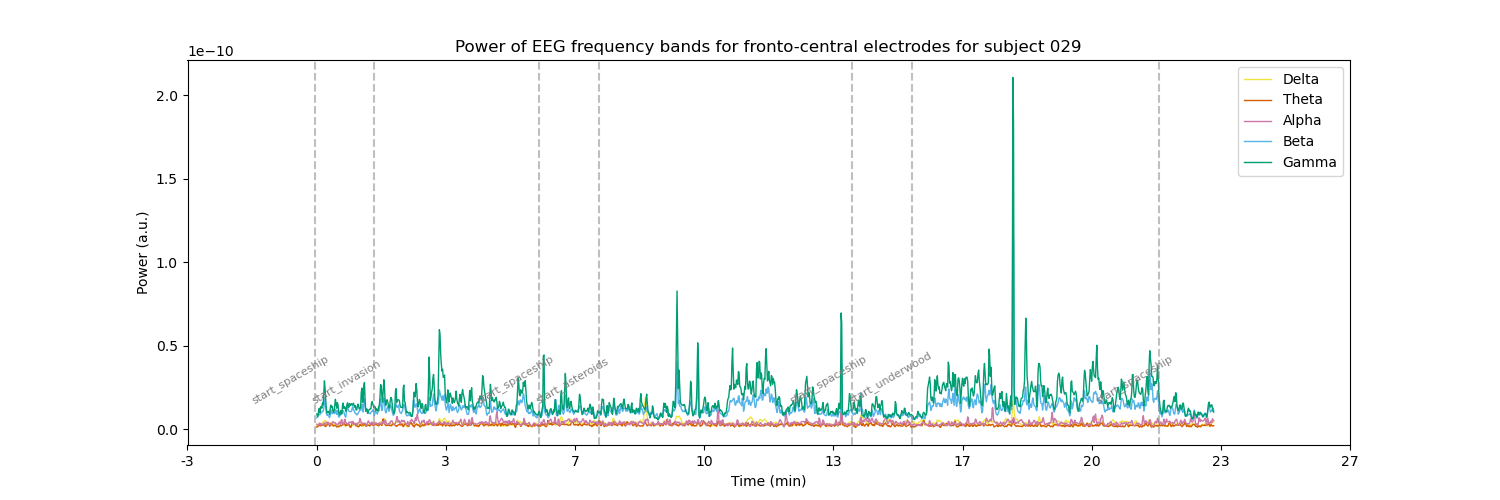 Power of EEG frequency bands for fronto-central electrodes for subject 029
1e−10
Delta
Theta
Alpha
Beta
Gamma
2.0
1.5
1.0
0.5
0.0
Power (a.u.)
start_spaceship
start_invasion
start_spaceship
start_asteroids
start_spaceship
start_underwood
start_spaceship
-3 0 3 7 10 13 17 20 23 27
Time (min)